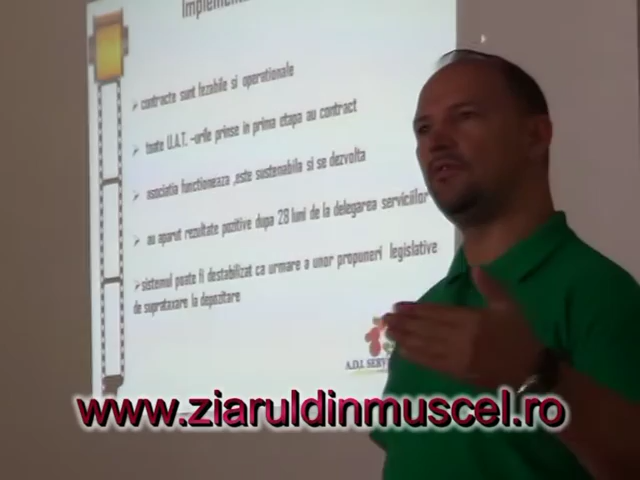 contracte sunt fezabile si operationale
toate U.A.T. -urile prinse in prima etapa au contract
asociatia functioneaza ,este sustenabila si se dezvolta
au aparut rezultate pozitive dupa 28 luni de la delegarea serviciilor
sistemul poate fi destabilizat ca urmare a unor propuneri legislative
de suprataxare la depozitare
A.D.I. SERV
www.ziaruldinmuscel.ro